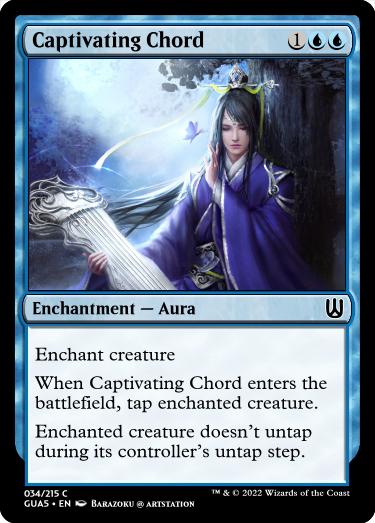 Captivating Chord 1
Enchantment — Aura
Enchant creature
When Captivating Chord enters the
battlefield, tap enchanted creature.
Enchanted creature doesn't untap
during its controller's untap step.
034/215 C ™ & © 2022 Wizards of the Coast
GUA5 • EN Barazoku @ artstation